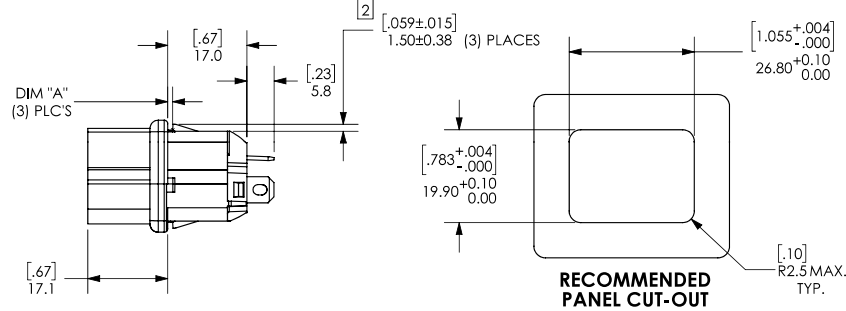 2
[.059±.015]
1.50±0.38 (3) PLACES
[.67]
17.0
[.23]
5.8
DIM "A"
(3) PLC'S
[.67]
17.1
[1.055 +.004 -.000]
26.80 +0.10 0.00
[.783 +.004 -.000]
19.90 +0.10 0.00
[.10]
R2.5 MAX.
TYP.
RECOMMENDED
PANEL CUT-OUT